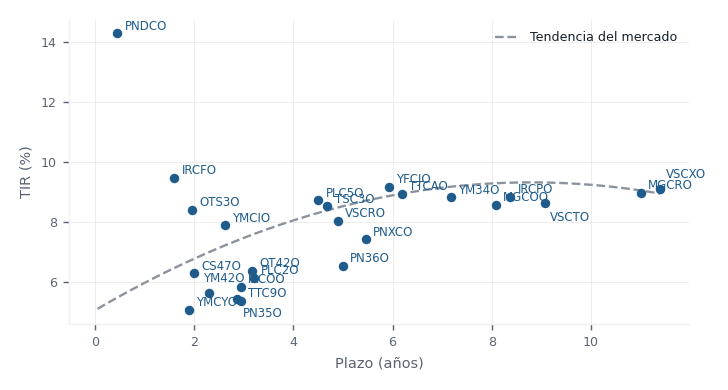 14
12
10
8
6
0
2
4
6
8
10
TIR (%)
Plazo (años)
Tendencia del mercado
PNDCO
IRCFO
OTS3O
YMCIO
CS47O
YM42O
YMCYO
OT42O
PLC2O
TTC9O
PN35O
PLC5O
TSC3O
VSCRO
PNXCO
PN36O
YFCIO
TTCAO
YM34O
MGCOO
IRCPO
VSCTO
MGCRO
VSCXO